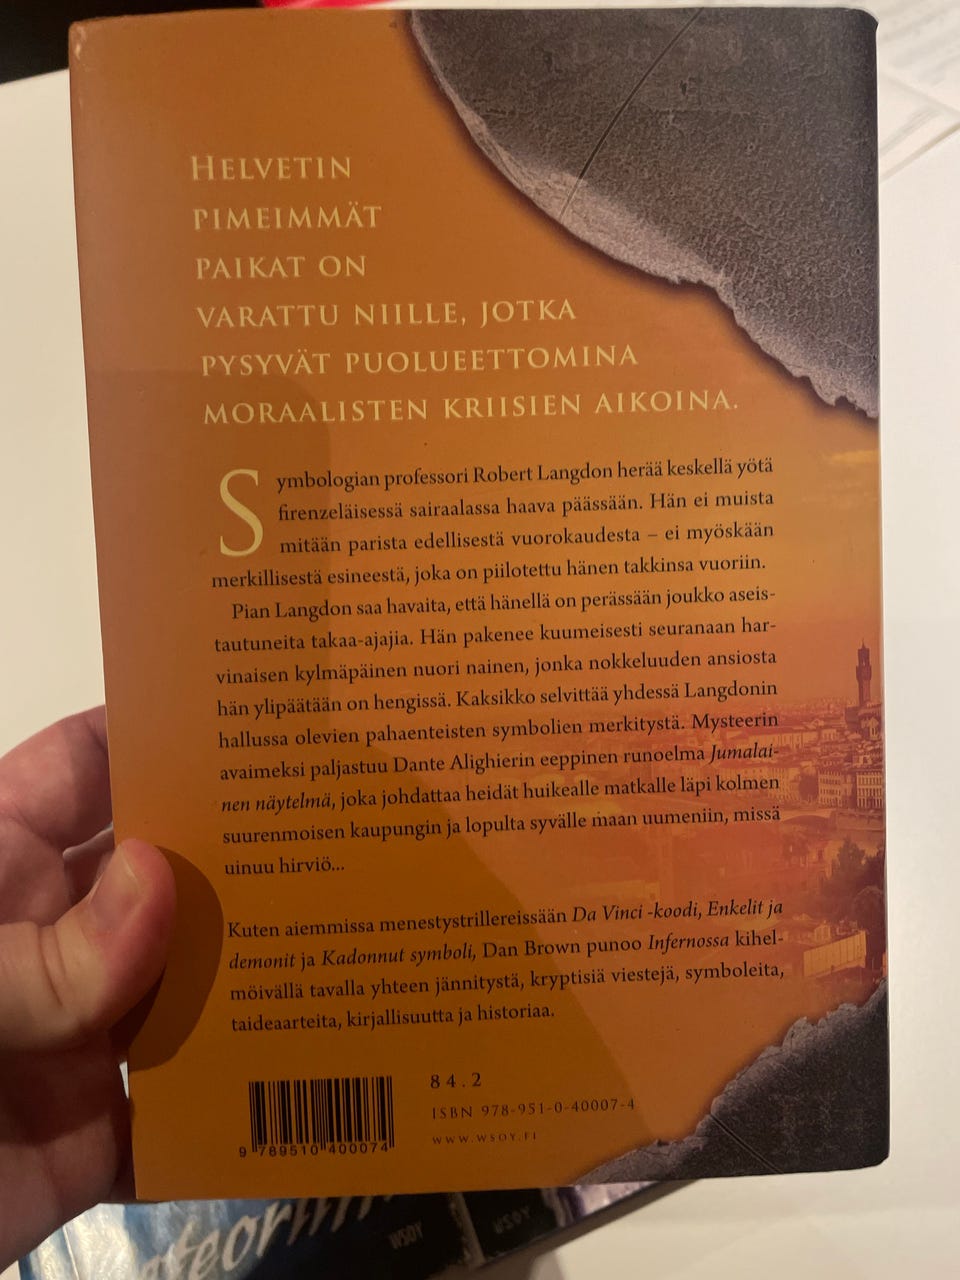 HELVETIN
PIMEIMMÄT
PAIKAT ON
VARATTU NIILLE, JOTKA
PYSYVÄT PUOLUEETTOMINA
MORAALISTEN KRIISIEN AIKOINA.
Symbologian professori Robert Langdon herää keskellä yötä
firenzeläisessä sairaalassa haava päässään. Hän ei muista
mitään parista edellisestä vuorokaudesta – ei myöskään
merkillisestä esineestä, joka on piilotettu hänen takkinsa vuoriin.
Pian Langdon saa havaita, että hänellä on perässään joukko aseis-
tautuneita takaa-ajajia. Hän pakenee kuumeisesti seuranaan har-
vinaisen kylmäpäinen nuori nainen, jonka nokkeluuden ansiosta
hän ylipäätään on hengissä. Kaksikko selvittää yhdessä Langdonin
hallussa olevien pahaenteisten symbolien merkitystä. Mysteerin
avaimeksi paljastuu Dante Alighierin eeppinen runoelma Jumalai-
nen näytelmä, joka johdattaa heidät huikealle matkalle läpi kolmen
suurenmoisen kaupungin ja lopulta syvälle maan uumeniin, missä
uinuu hirviö...
Kuten aiemmissa menestystrillereissään Da Vinci -koodi, Enkelit ja
demonit ja Kadonnut symboli, Dan Brown punoo Infernossa kihel-
möivällä tavalla yhteen jännitystä, kryptisiä viestejä, symboleita,
taideaarteita, kirjallisuutta ja historiaa.
84.2
ISBN 978-951-0-40007-4
WWW.WSOY.FI
9 789510 400074
WSOY
WSOY